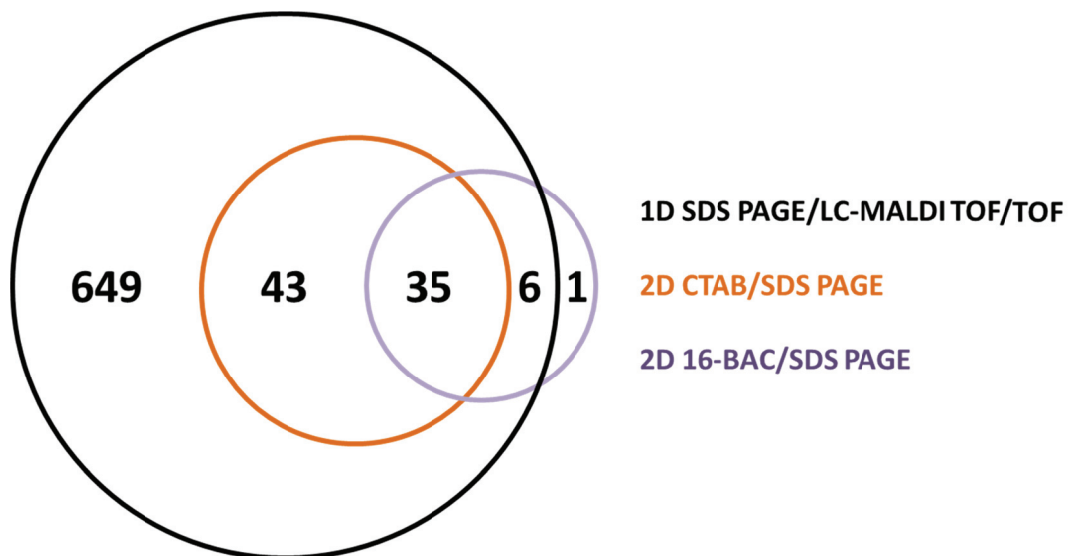 1D SDS PAGE/LC-MALDI TOF/TOF
649 43 35 6 1
2D CTAB/SDS PAGE
2D 16-BAC/SDS PAGE